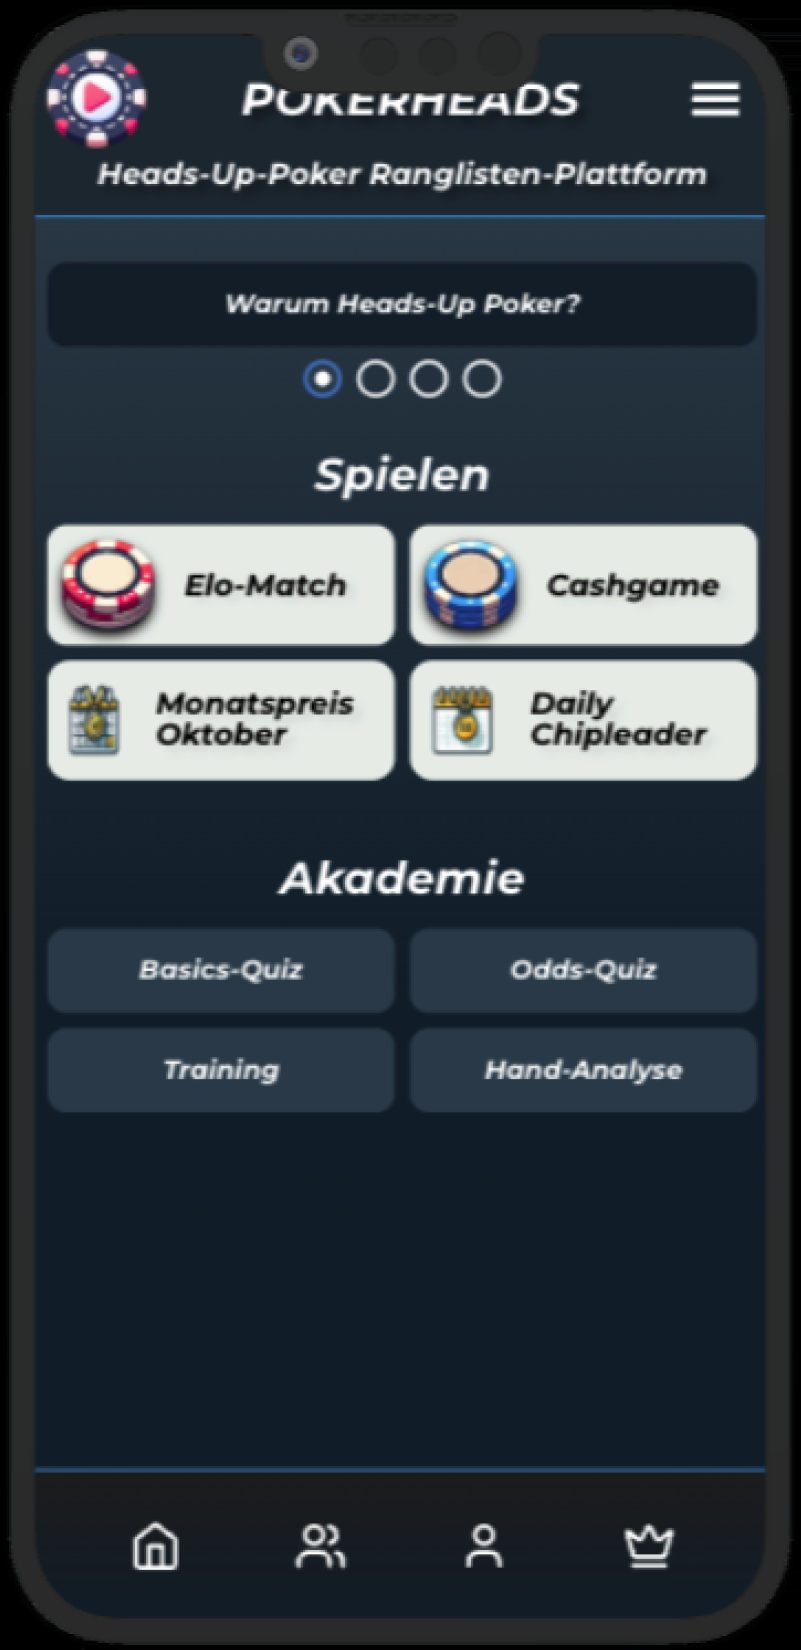 POKERHEADS
Heads-Up-Poker Ranglisten-Plattform
Warum Heads-Up Poker?
Spielen
Elo-Match
Cashgame
Monatspreis
Oktober
Daily
Chipleader
Akademie
Basics-Quiz
Odds-Quiz
Training
Hand-Analyse